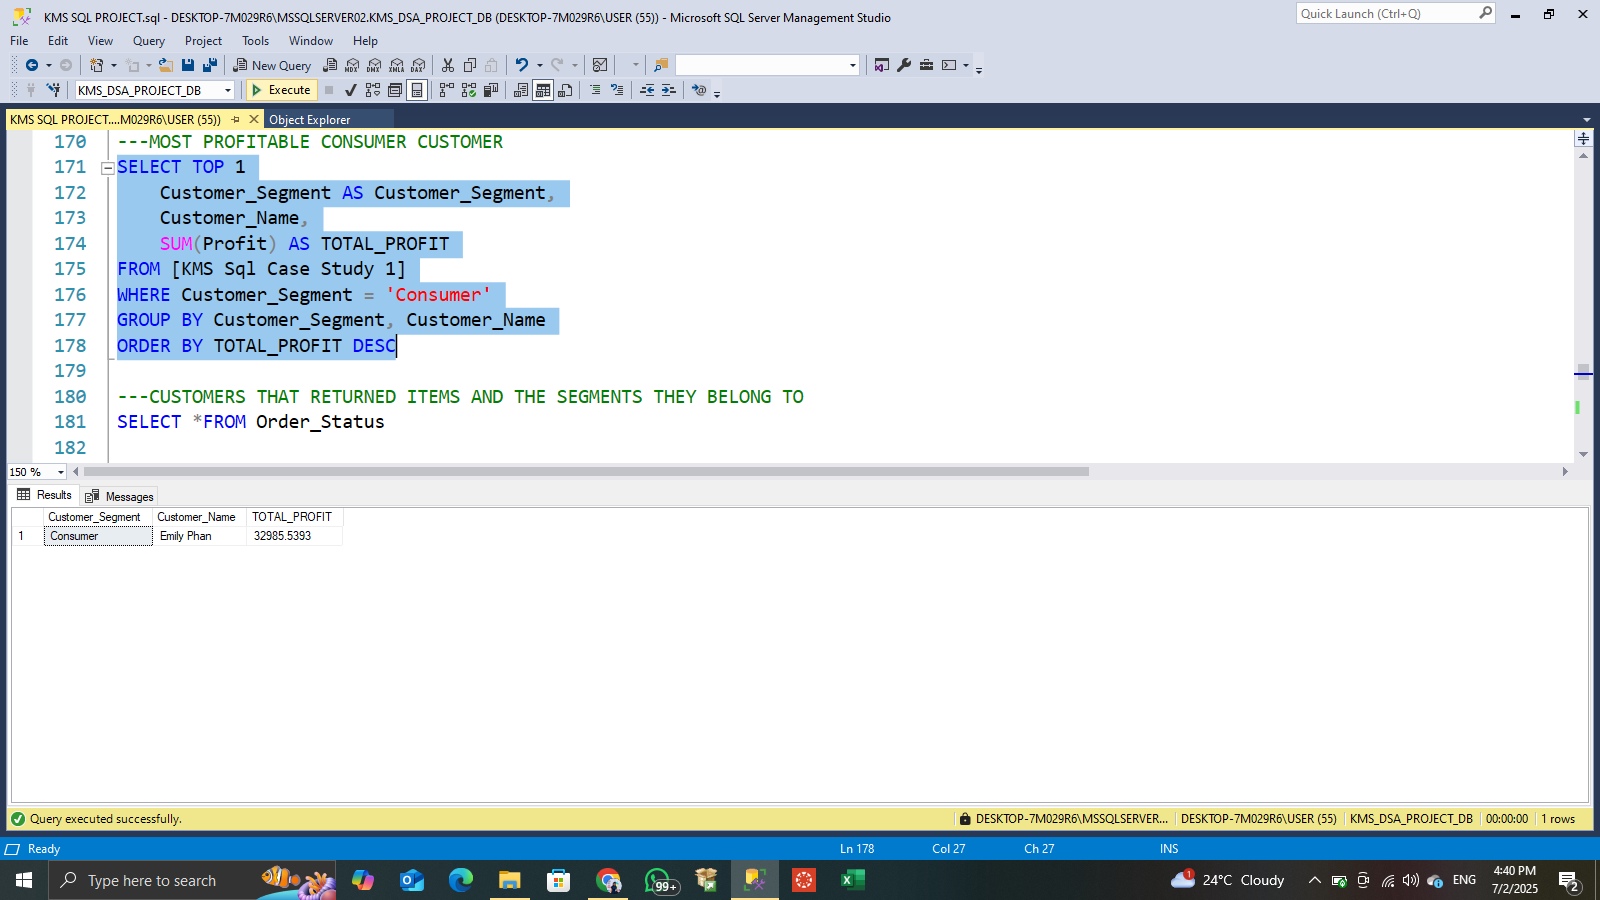 KMS SQL PROJECT.sql - DESKTOP-7M029R6\MSSQLSERVER02.KMS_DSA_PROJECT_DB (DESKTOP-7M029R6\USER (55)) - Microsoft SQL Server Management Studio
Quick Launch (Ctrl+Q)
File Edit View Query Project Tools Window Help
New Query MDX DMX XMLA DAX
KMS_DSA_PROJECT_DB Execute
KMS SQL PROJECT....M029R6\USER (55)) Object Explorer
170 ---MOST PROFITABLE CONSUMER CUSTOMER
171 SELECT TOP 1
172 Customer_Segment AS Customer_Segment,
173 Customer_Name,
174 SUM(Profit) AS TOTAL_PROFIT
175 FROM [KMS Sql Case Study 1]
176 WHERE Customer_Segment = 'Consumer'
177 GROUP BY Customer_Segment, Customer_Name
178 ORDER BY TOTAL_PROFIT DESC
179
180 ---CUSTOMERS THAT RETURNED ITEMS AND THE SEGMENTS THEY BELONG TO
181 SELECT *FROM Order_Status
182
150 %
Results Messages
Customer_Segment Customer_Name TOTAL_PROFIT
1 Consumer Emily Phan 32985.5393
Query executed successfully. DESKTOP-7M029R6\MSSQLSERVER... DESKTOP-7M029R6\USER (55) KMS_DSA_PROJECT_DB 00:00:00 1 rows
Ready Ln 178 Col 27 Ch 27 INS
Type here to search 99+ 1 24°C Cloudy ENG 4:40 PM
7/2/2025 2